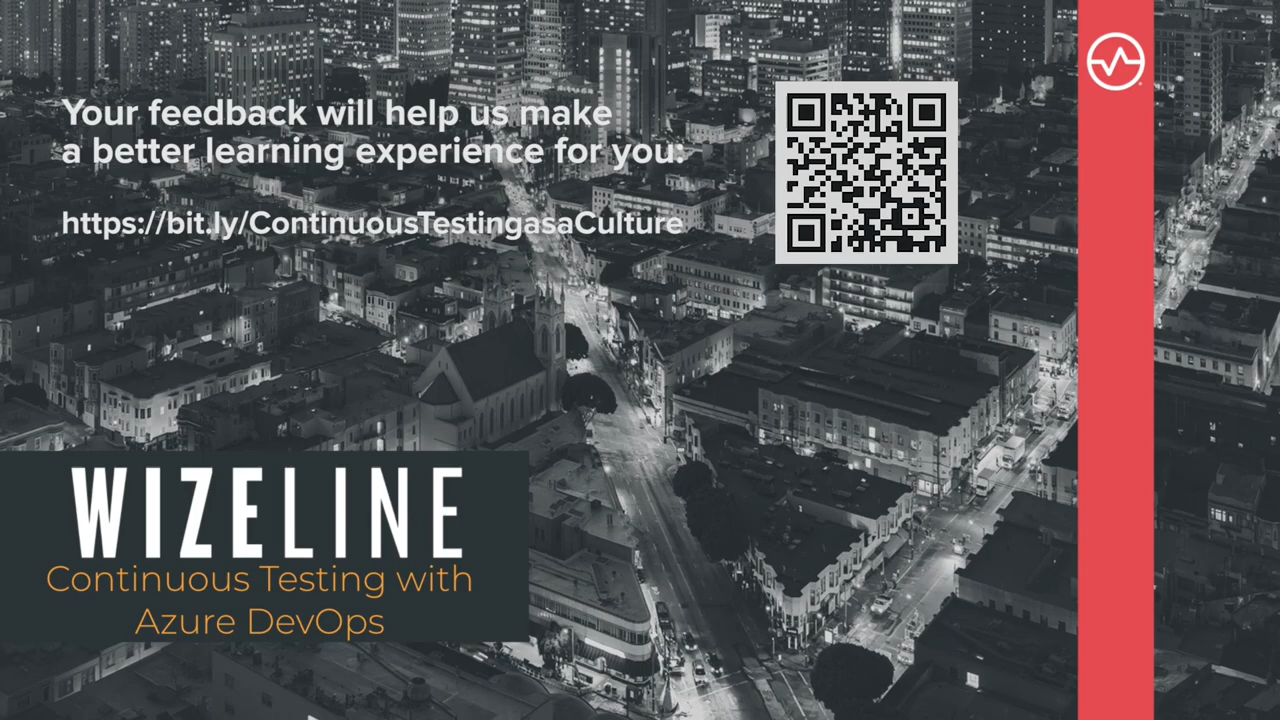 Your feedback will help us make
a better learning experience for you:
https://bit.ly/ContinuousTestingasaCulture
WIZELINE
Continuous Testing with
Azure DevOps